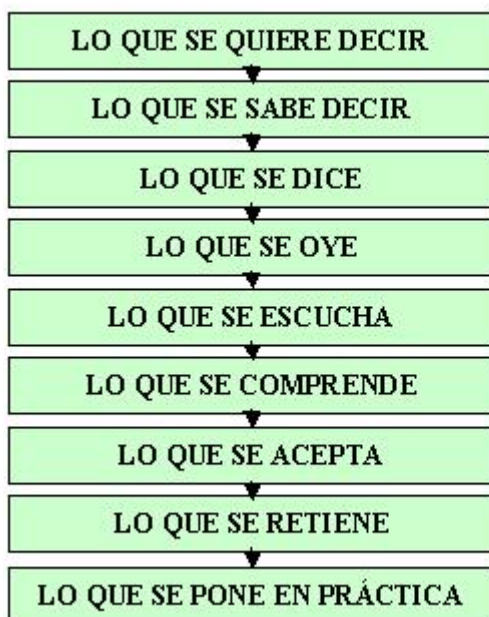 LO QUE SE QUIERE DECIR
LO QUE SE SABE DECIR
LO QUE SE DICE
LO QUE SE OYE
LO QUE SE ESCUCHA
LO QUE SE COMPRENDE
LO QUE SE ACEPTA
LO QUE SE RETIENE
LO QUE SE PONE EN PRÁCTICA